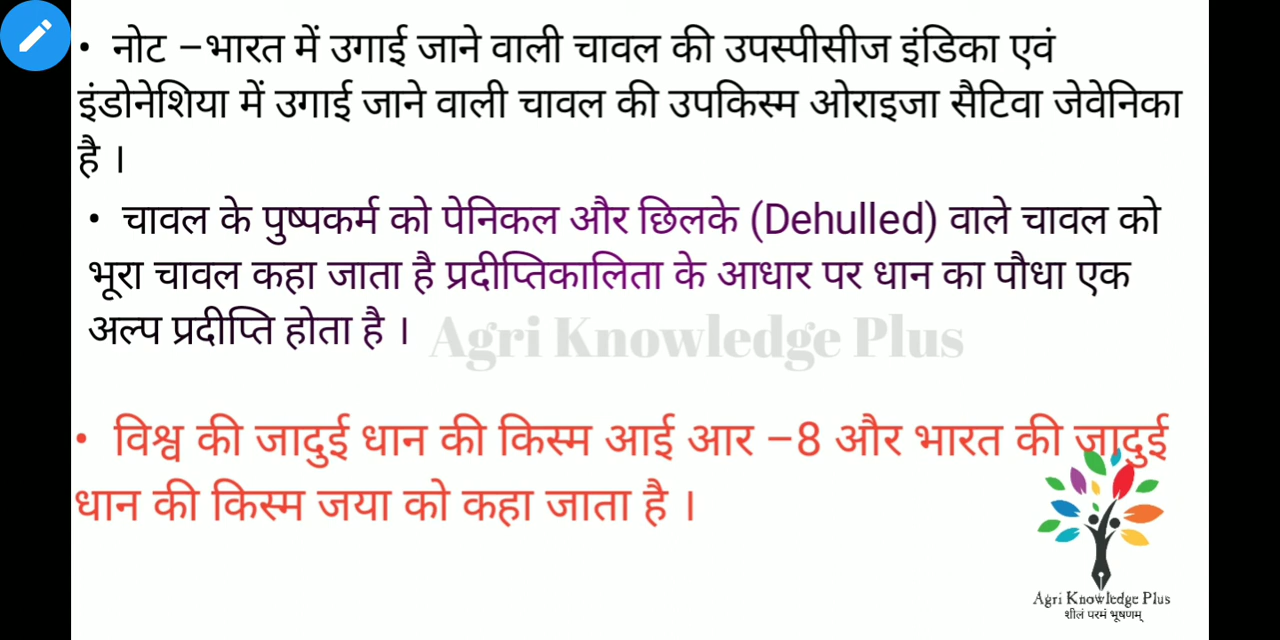 • नोट –भारत में उगाई जाने वाली चावल की उपस्पीसीज इंडिका एवं
इंडोनेशिया में उगाई जाने वाली चावल की उपकिस्म ओराइजा सैटिवा जेवेनिका
है ।
• चावल के पुष्पकर्म को पेनिकल और छिलके (Dehulled) वाले चावल को
भूरा चावल कहा जाता है प्रदीप्तिकालिता के आधार पर धान का पौधा एक
अल्प प्रदीप्ति होता है ।
Agri Knowledge Plus
• विश्व की जादुई धान की किस्म आई आर –8 और भारत की जादुई
धान की किस्म जया को कहा जाता है ।
Agri Knowledge Plus
शीलं परमं भूषणम्